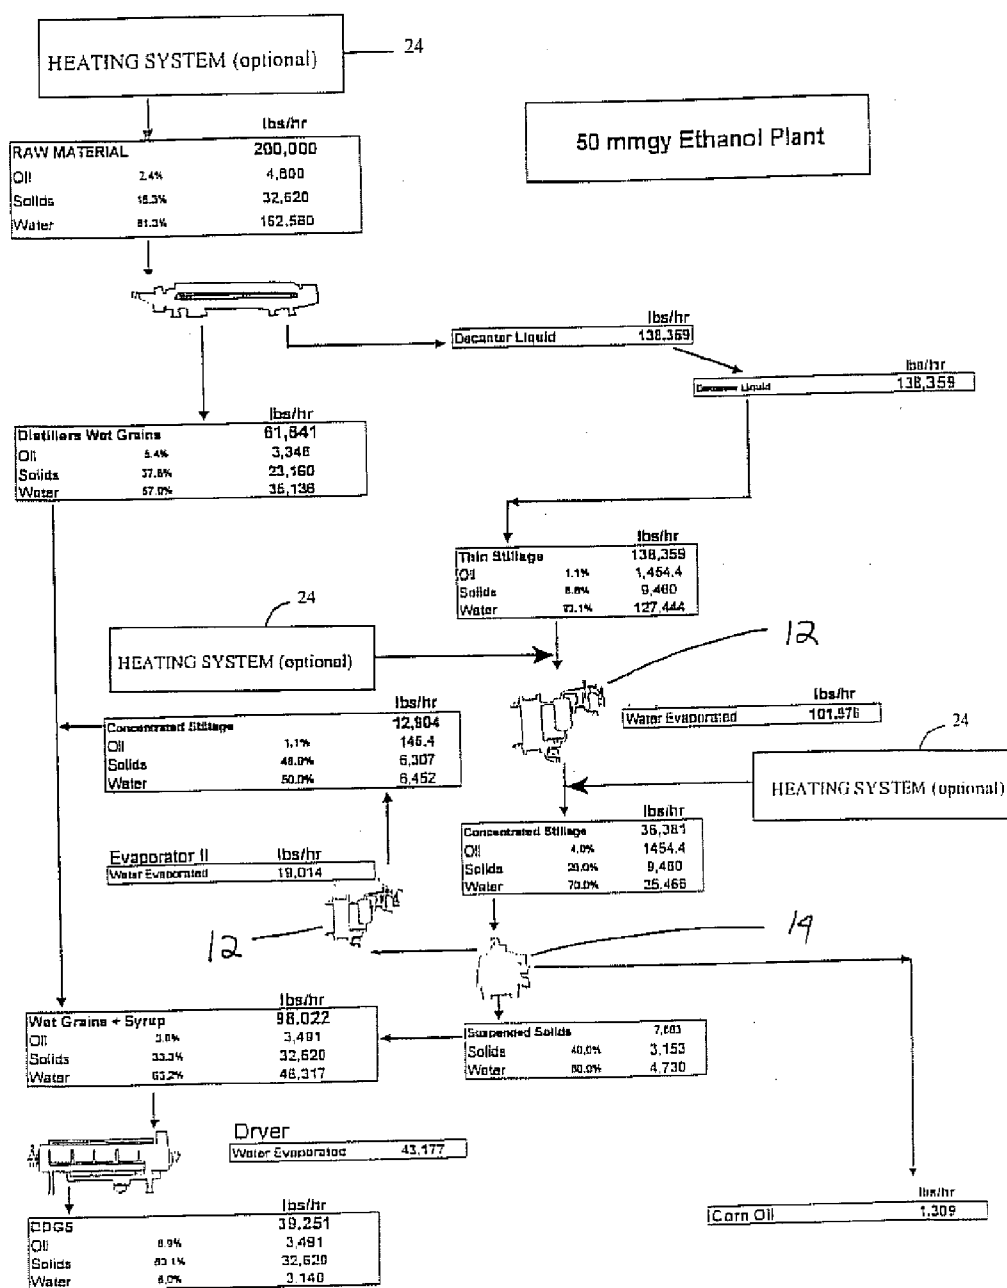 HEATING SYSTEM (optional)
24
50 mmgy Ethanol Plant
lbs/hr
RAW MATERIAL 200,000
Oil 2.4% 4,800
Solids 16.3% 32,620
Water 81.3% 162,580
lbs/hr
Decanter Liquid 138,359
lbs/hr
Decanter Liquid 138,359
lbs/hr
Distillers Wet Grains 61,641
Oil 5.4% 3,346
Solids 37.6% 23,160
Water 57.0% 35,136
lbs/hr
Thin Stillage 138,359
Oil 1.1% 1,454.4
Solids 6.8% 9,460
Water 92.1% 127,444
24
HEATING SYSTEM (optional)
12
lbs/hr
Water Evaporated 101,978
24
HEATING SYSTEM (optional)
lbs/hr
Concentrated Stillage 12,904
Oil 1.1% 145.4
Solids 6,307
Water 50.0% 6,452
lbs/hr
Concentrated Stillage 36,381
Oil 4.0% 1454.4
Solids 9,460
Water 70.0% 25,466
Evaporator II lbs/hr
Water Evaporated 19,014
12
14
lbs/hr
Wet Grains + Syrup 98,022
Oil 3,491
Solids 33.3% 32,620
Water 46,317
Suspended Solids 7,883
Solids 40.0% 3,153
Water 60.0% 4,730
Dryer
Water Evaporated 43,177
lbs/hr
DDGS 39,251
Oil 8.9% 3,491
Solids 83.1% 32,620
Water 8.0% 3,140
lbs/hr
Corn Oil 1,309